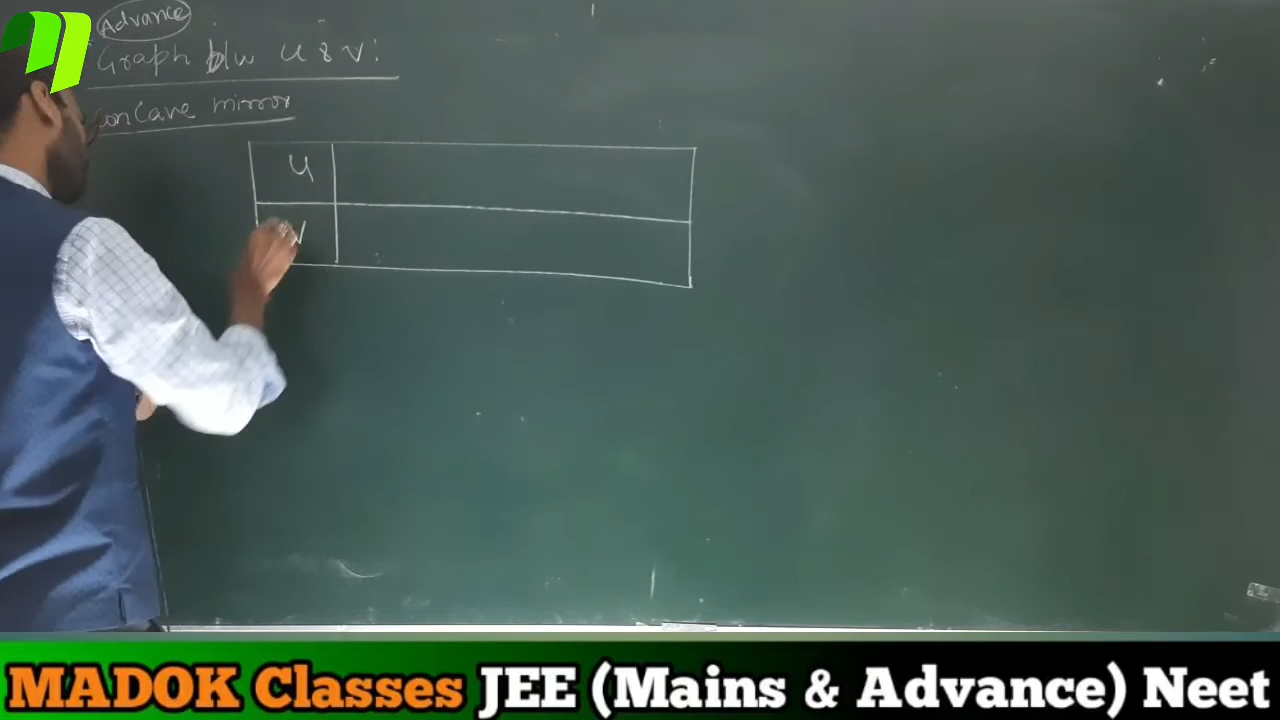 Advance
Graph b/w u & v:
concave mirror
u
v
MADOK Classes JEE (Mains & Advance) Neet